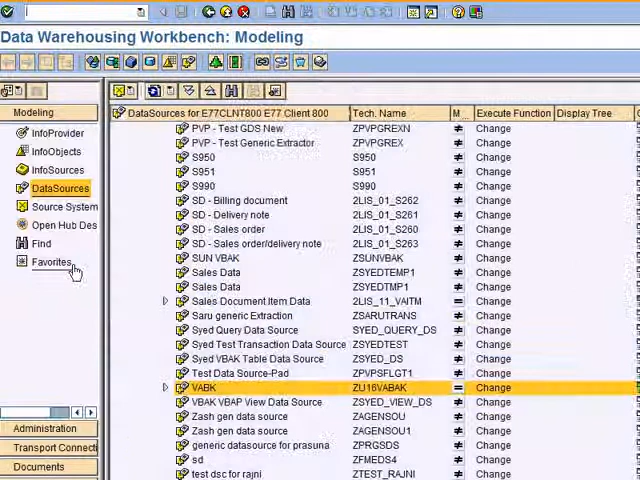 Data Warehousing Workbench: Modeling
Modeling
InfoProvider
InfoObjects
InfoSources
DataSources
Source System
Open Hub Des
Find
Favorites
Administration
Transport Connecti
Documents
DataSources for E77CLNT800 E77 Client 800 Tech. Name M... Execute Function Display Tree
PVP - Test GDS New ZPVPGREXN ≠ Change
PVP - Test Generic Extractor ZPVPGREX ≠ Change
S950 S950 ≠ Change
S951 S951 ≠ Change
S990 S990 ≠ Change
SD - Billing document 2LIS_01_S262 ≠ Change
SD - Delivery note 2LIS_01_S261 ≠ Change
SD - Sales order 2LIS_01_S260 ≠ Change
SD - Sales order/delivery note 2LIS_01_S263 ≠ Change
SUN VBAK ZSUNVBAK ≠ Change
Sales Data ZSYEDTEMP1 ≠ Change
Sales Data ZSYEDTMP1 ≠ Change
Sales Document Item Data 2LIS_11_VAITM = Change
Saru generic Extraction ZSARUTRANS ≠ Change
Syed Query Data Source SYED_QUERY_DS ≠ Change
Syed Test Transaction Data Source ZSYEDTEST ≠ Change
Syed VBAK Table Data Source ZSYED_DS ≠ Change
Test Data Source-Pad ZPVPSFLGT1 ≠ Change
VABK ZU16VABAK = Change
VBAK VBAP View Data Source ZSYED_VIEW_DS ≠ Change
Zash gen data source ZAGENSOU ≠ Change
Zash gen data source ZAGENSOU1 ≠ Change
generic datasource for prasuna ZPRGSDS ≠ Change
sd ZFMEDS4 ≠ Change
test dsc for rajni ZTEST_RAJNI ≠ Change